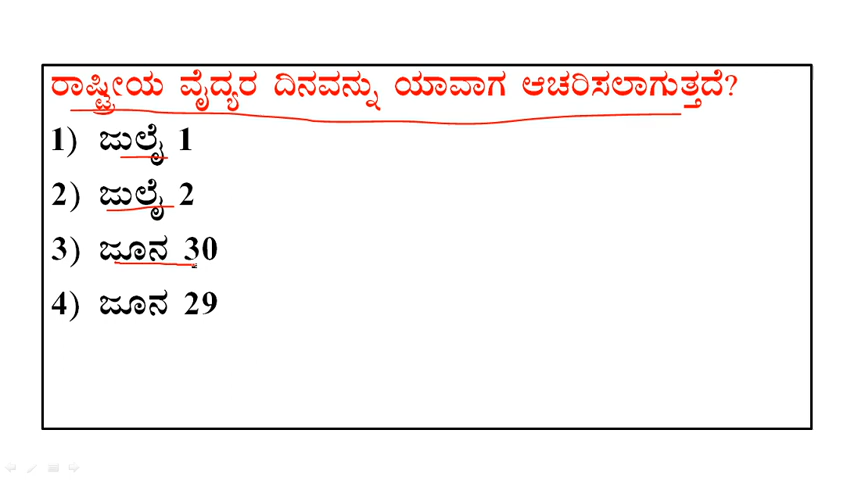 ರಾಷ್ಟ್ರೀಯ ವೈದ್ಯರ ದಿನವನ್ನು ಯಾವಾಗ ಆಚರಿಸಲಾಗುತ್ತದೆ?
1) ಜುಲೈ 1
2) ಜುಲೈ 2
3) ಜೂನ 30
4) ಜೂನ 29